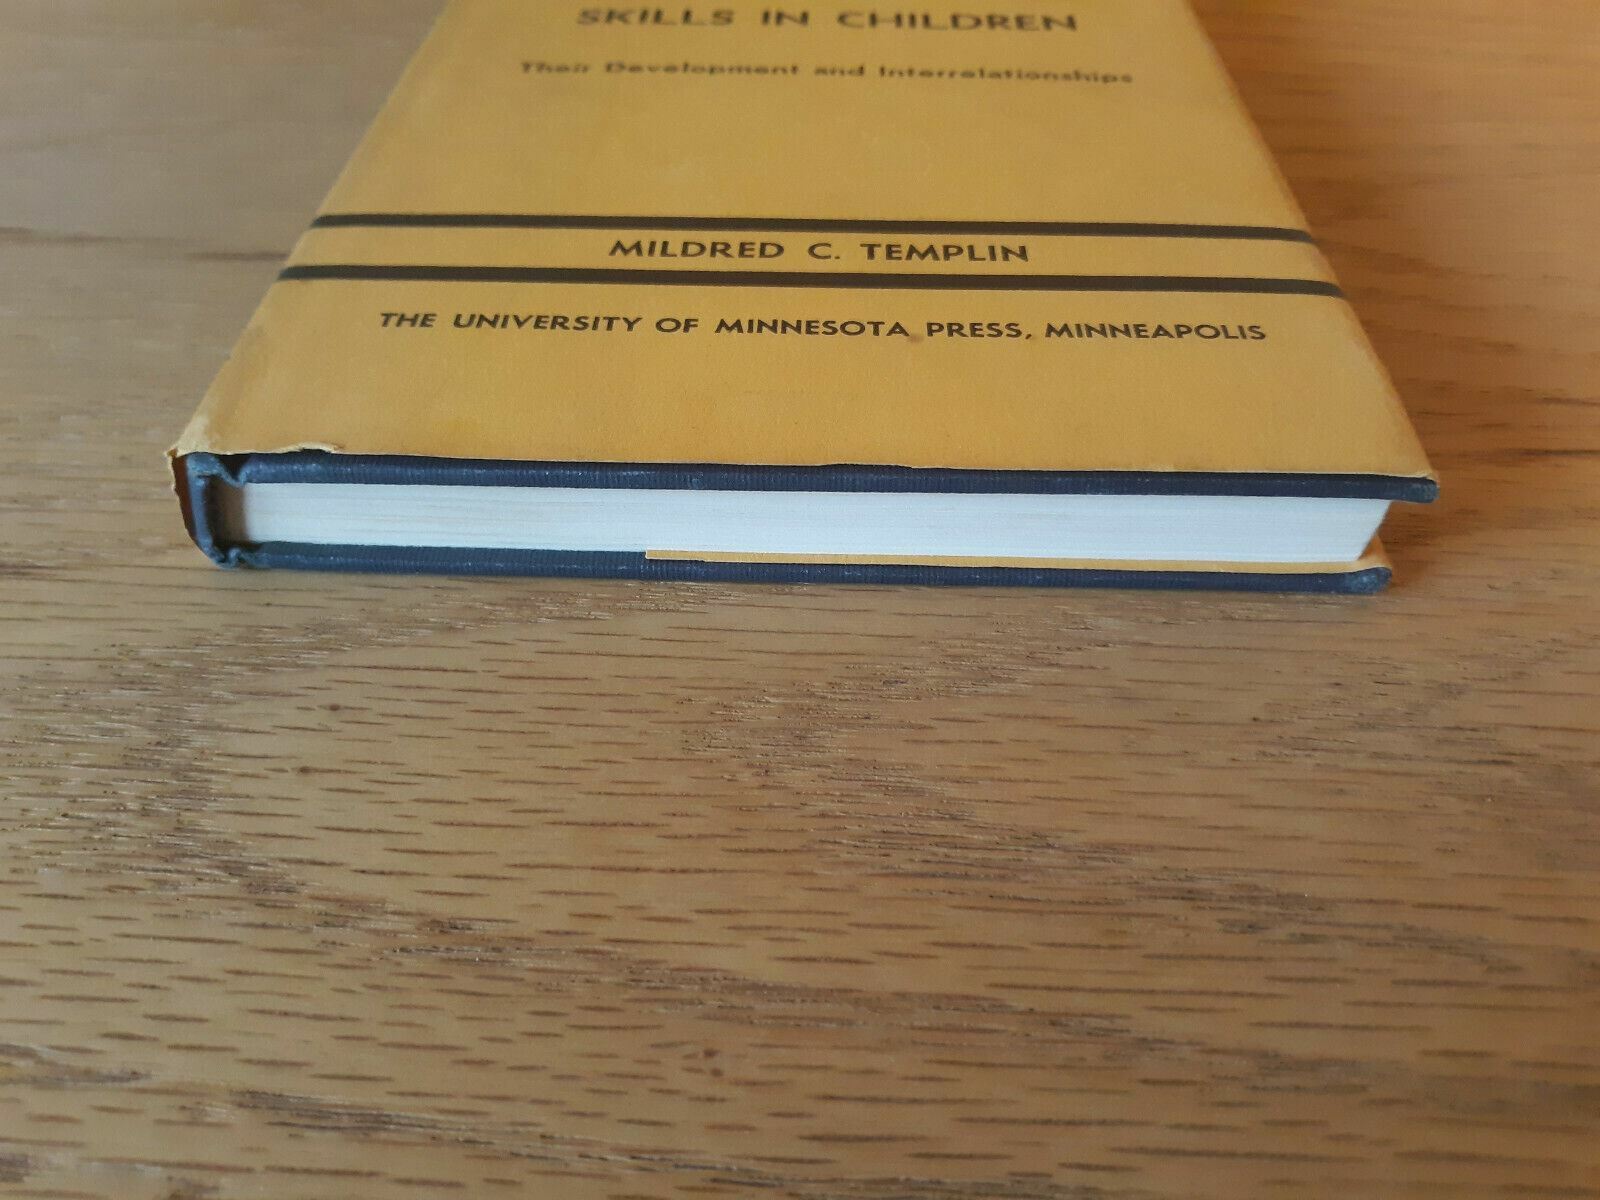 SKILLS IN CHILDREN
Their Development and Interrelationships
MILDRED C. TEMPLIN
THE UNIVERSITY OF MINNESOTA PRESS, MINNEAPOLIS